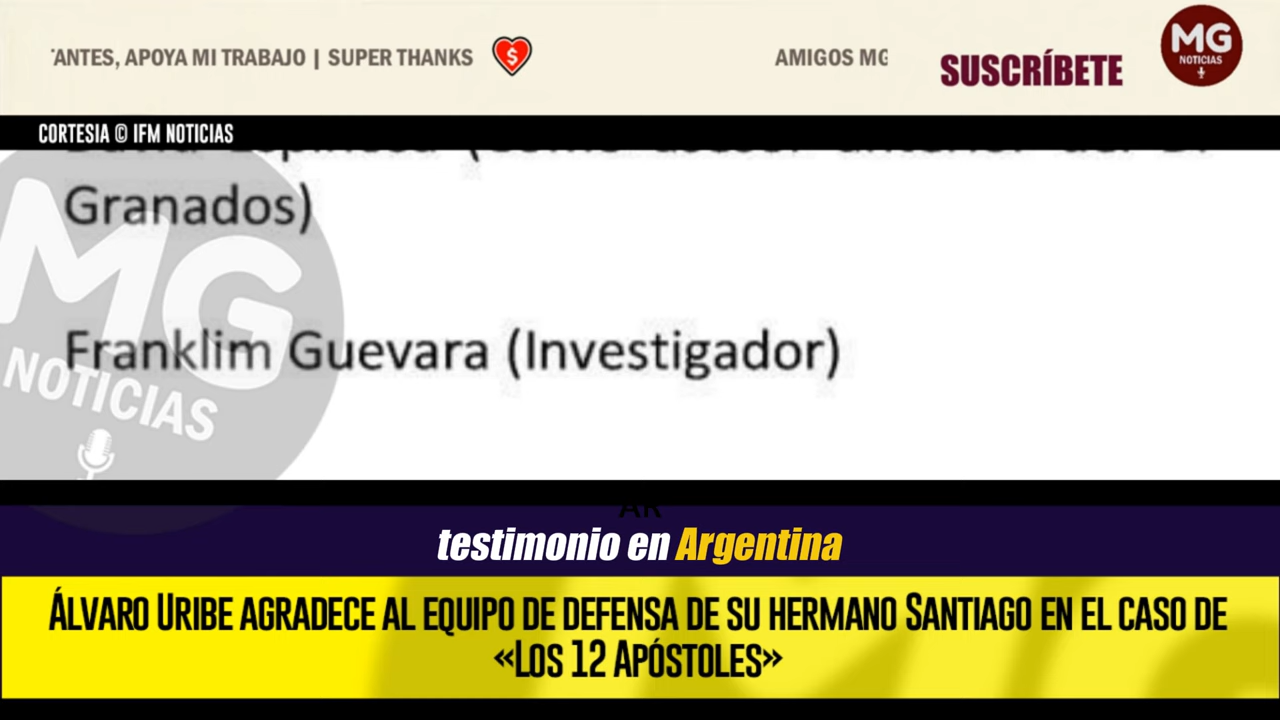 ANTES, APOYA MI TRABAJO | SUPER THANKS
AMIGOS MG
SUSCRÍBETE
MG
NOTICIAS
CORTESIA © IFM NOTICIAS
Granados)
Franklim Guevara (Investigador)
MG
NOTICIAS
AR
testimonio en Argentina
ÁLVARO URIBE AGRADECE AL EQUIPO DE DEFENSA DE SU HERMANO SANTIAGO EN EL CASO DE
«LOS 12 APÓSTOLES»